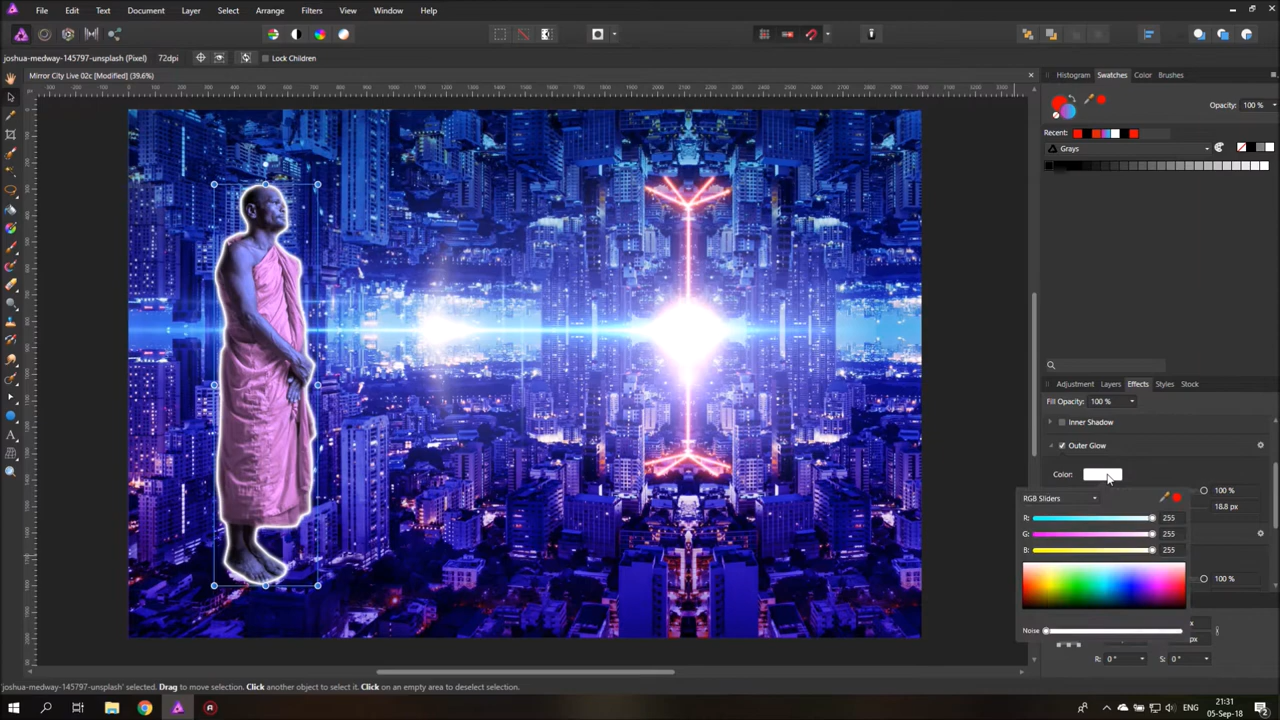 File Edit Text Document Layer Select Arrange Filters View Window Help
joshua-medway-145797-unsplash (Pixel) 72dpi Lock Children
Mirror City Live 02c [Modified] (39.6%)
Histogram Swatches Color Brushes
Opacity: 100 %
Recent:
Grays
Adjustment Layers Effects Styles Stock
Fill Opacity: 100 %
Inner Shadow
Outer Glow
Color:
RGB Sliders
100 %
18.8 px
R: 255
G: 255
B: 255
100 %
Noise
x
px
R: 0 ° S: 0 °
'joshua-medway-145797-unsplash' selected. Drag to move selection. Click another object to select it. Click on an empty area to deselect selection.
21:31
05-Sep-18